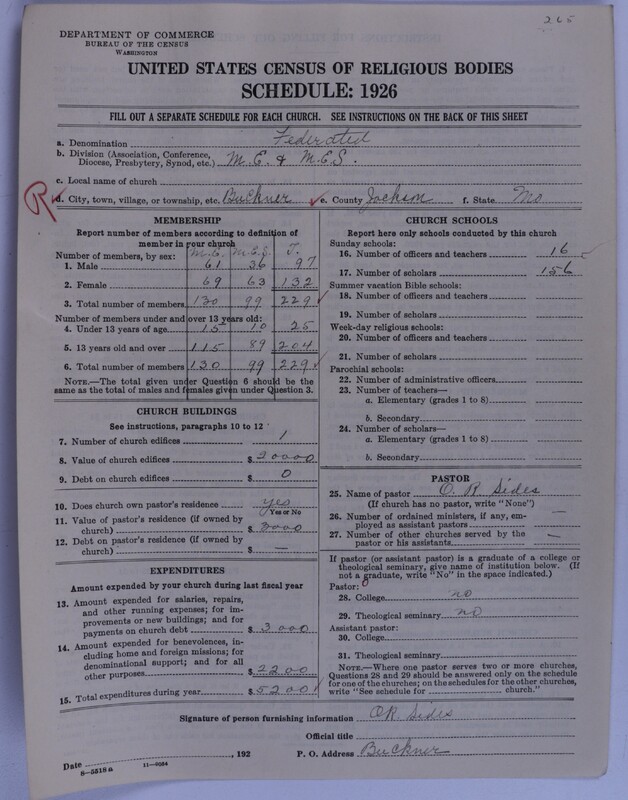 265
DEPARTMENT OF COMMERCE
BUREAU OF THE CENSUS
WASHINGTON
UNITED STATES CENSUS OF RELIGIOUS BODIES
SCHEDULE: 1926
FILL OUT A SEPARATE SCHEDULE FOR EACH CHURCH. SEE INSTRUCTIONS ON THE BACK OF THIS SHEET
a. Denomination Federated
b. Division (Association, Conference,
Diocese, Presbytery, Synod, etc.) M.E. & M.E.S.
c. Local name of church
R d. City, town, village, or township, etc. Buckner e. County Jackson f. State Mo
MEMBERSHIP
Report number of members according to definition of
member in your church
Number of members, by sex: M.E. M.E.S. T.
1. Male 61 36 97
2. Female 69 63 132
3. Total number of members 130 99 229
Number of members under and over 13 years old:
4. Under 13 years of age 15 10 25
5. 13 years old and over 115 89 204
6. Total number of members 130 99 229
NOTE.—The total given under Question 6 should be the
same as the total of males and females given under Question 3.
CHURCH BUILDINGS
See instructions, paragraphs 10 to 12
7. Number of church edifices 1
8. Value of church edifices $ 20000
9. Debt on church edifices $ 0
10. Does church own pastor's residence yes
Yes or No
11. Value of pastor's residence (if owned by
church) $ 000
12. Debt on pastor's residence (if owned by
church) $ —
EXPENDITURES
Amount expended by your church during last fiscal year
13. Amount expended for salaries, repairs,
and other running expenses; for im-
provements or new buildings; and for
payments on church debt $ 3000
14. Amount expended for benevolences, in-
cluding home and foreign missions; for
denominational support; and for all
other purposes $ 2200
15. Total expenditures during year $ 5200
CHURCH SCHOOLS
Report here only schools conducted by this church
Sunday schools:
16. Number of officers and teachers 16
17. Number of scholars 156
Summer vacation Bible schools:
18. Number of officers and teachers
19. Number of scholars
Week-day religious schools:
20. Number of officers and teachers
21. Number of scholars
Parochial schools:
22. Number of administrative officers
23. Number of teachers—
a. Elementary (grades 1 to 8)
b. Secondary
24. Number of scholars—
a. Elementary (grades 1 to 8)
b. Secondary
PASTOR
25. Name of pastor O. R. Sides
(If church has no pastor, write "None")
26. Number of ordained ministers, if any, em-
ployed as assistant pastors —
27. Number of other churches served by the
pastor or his assistants —
If pastor (or assistant pastor) is a graduate of a college or
theological seminary, give name of institution below. (If
not a graduate, write "No" in the space indicated.)
Pastor: 0
28. College no
29. Theological seminary no
Assistant pastor:
30. College
31. Theological seminary
NOTE.—Where one pastor serves two or more churches,
Questions 28 and 29 should be answered only on the schedule
for one of the churches; on the schedules for the other churches,
write "See schedule for church."
Signature of person furnishing information O.R. Sides
Official title
Date , 192 P. O. Address Buckner
8—5518a 11—9084